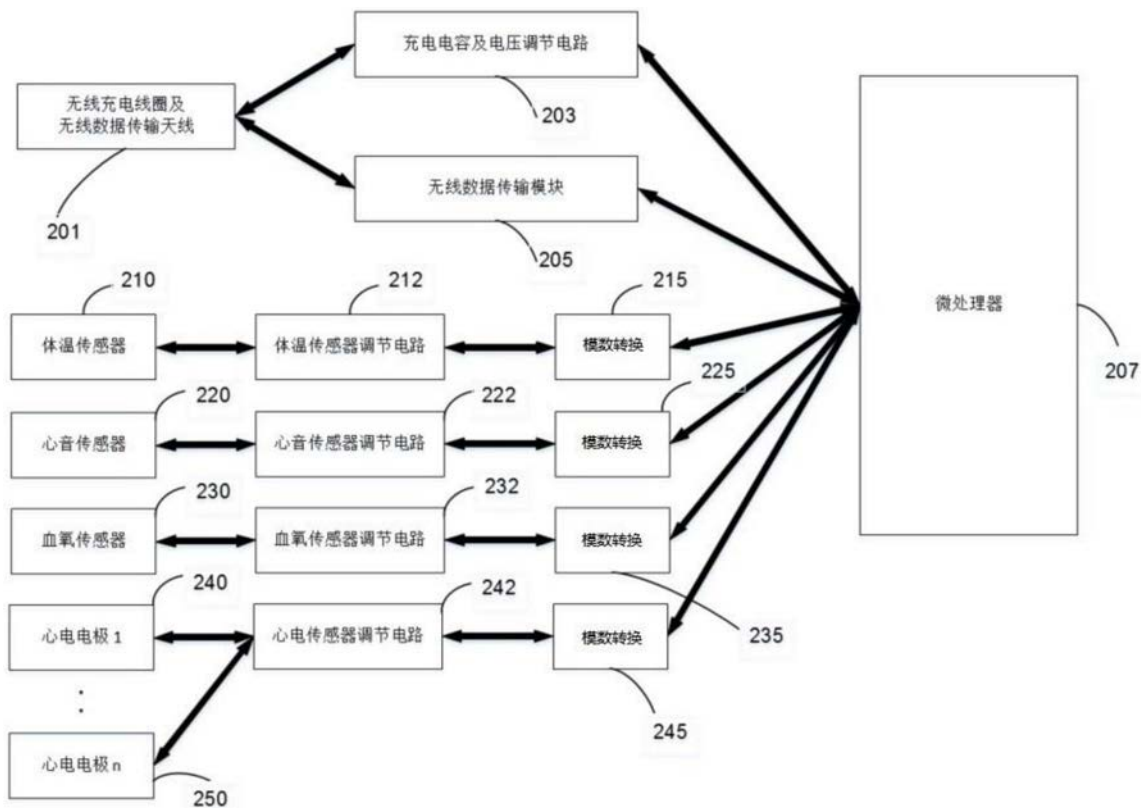 充电电容及电压调节电路
203
无线充电线圈及
无线数据传输天线
201
无线数据传输模块
205
微处理器
207
210
212
215
体温传感器
体温传感器调节电路
模数转换
220
222
225
心音传感器
心音传感器调节电路
模数转换
230
232
血氧传感器
血氧传感器调节电路
模数转换
235
240
242
心电电极 1
心电传感器调节电路
模数转换
245
⋮
心电电极 n
250